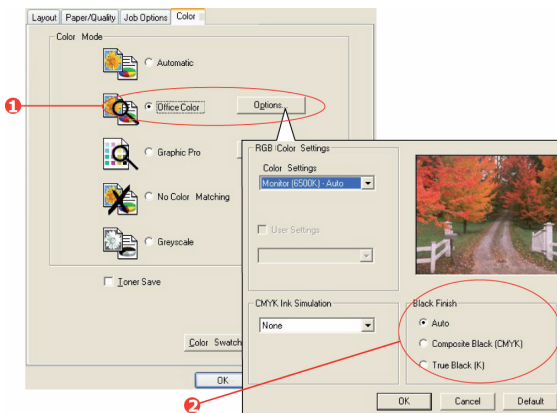 Layout
Paper/Quality
Job Options
Color
Color Mode
Automatic
1
Office Color
Options...
Graphic Pro
No Color Matching
Greyscale
Toner Save
Color Swatch
OK
RGB Color Settings
Color Settings
Monitor (6500K) - Auto
User Settings
CMYK Ink Simulation
None
Black Finish
Auto
Composite Black (CMYK)
True Black (K)
2
OK
Cancel
Default